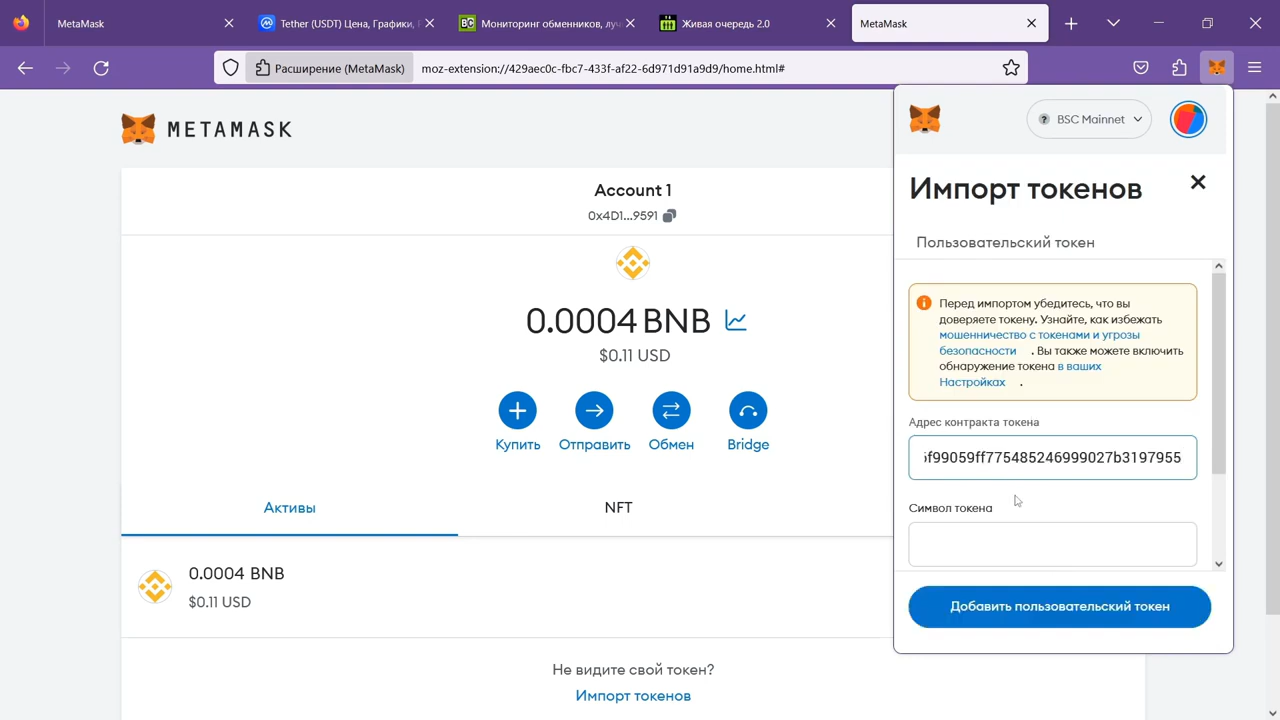 MetaMask
Tether (USDT) Цена, Графики,
Мониторинг обменников, луч
Живая очередь 2.0
MetaMask
Расширение (MetaMask)
moz-extension://429aec0c-fbc7-433f-af22-6d971d91a9d9/home.html#
METAMASK
Account 1
0x4D1...9591
0.0004 BNB
$0.11 USD
Купить
Отправить
Обмен
Bridge
Активы
NFT
0.0004 BNB
$0.11 USD
Не видите свой токен?
Импорт токенов
BSC Mainnet
Импорт токенов
Пользовательский токен
Перед импортом убедитесь, что вы
доверяете токену. Узнайте, как избежать
мошенничество с токенами и угрозы
безопасности . Вы также можете включить
обнаружение токена в ваших
Настройках .
Адрес контракта токена
f99059ff775485246999027b3197955
Символ токена
Добавить пользовательский токен